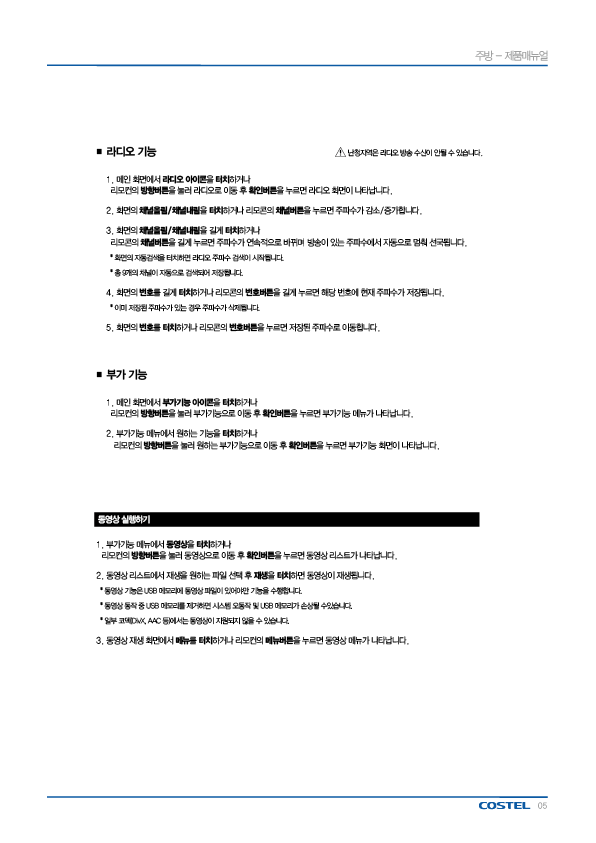 주방 - 제품매뉴얼
■ 라디오 기능
난청지역은 라디오 방송 수신이 안될 수 있습니다.
1. 메인 화면에서 라디오 아이콘을 터치하거나
리모컨의 방향버튼을 눌러 라디오로 이동 후 확인버튼을 누르면 라디오 화면이 나타납니다.
2. 화면의 채널올림/채널내림을 터치하거나 리모콘의 채널버튼을 누르면 주파수가 감소/증가합니다.
3. 화면의 채널올림/채널내림을 길게 터치하거나
리모콘의 채널버튼을 길게 누르면 주파수가 연속적으로 바뀌며 방송이 있는 주파수에서 자동으로 멈춰 선국됩니다.
* 화면의 자동검색을 터치하면 라디오 주파수 검색이 시작됩니다.
* 총 9개의 채널이 자동으로 검색되어 저장됩니다.
4. 화면의 번호를 길게 터치하거나 리모콘의 번호버튼을 길게 누르면 해당 번호에 현재 주파수가 저장됩니다.
* 이미 저장된 주파수가 있는 경우 주파수가 삭제됩니다.
5. 화면의 번호를 터치하거나 리모콘의 번호버튼을 누르면 저장된 주파수로 이동합니다.
■ 부가 기능
1. 메인 화면에서 부가기능 아이콘을 터치하거나
리모컨의 방향버튼을 눌러 부가기능으로 이동 후 확인버튼을 누르면 부가기능 메뉴가 나타납니다.
2. 부가기능 메뉴에서 원하는 기능을 터치하거나
리모컨의 방향버튼을 눌러 원하는 부가기능으로 이동 후 확인버튼을 누르면 부가기능 화면이 나타납니다.
동영상 실행하기
1. 부가기능 메뉴에서 동영상을 터치하거나
리모컨의 방향버튼을 눌러 동영상으로 이동 후 확인버튼을 누르면 동영상 리스트가 나타납니다.
2. 동영상 리스트에서 재생을 원하는 파일 선택 후 재생을 터치하면 동영상이 재생됩니다.
* 동영상 기능은 USB 메모리에 동영상 파일이 있어야만 기능을 수행합니다.
* 동영상 동작 중 USB 메모리를 제거하면 시스템 오동작 및 USB 메모리가 손상될 수있습니다.
* 일부 코덱(DivX, AAC 등)에서는 동영상이 지원되지 않을 수 있습니다.
3. 동영상 재생 화면에서 메뉴를 터치하거나 리모컨의 메뉴버튼을 누르면 동영상 메뉴가 나타납니다.
COSTEL 05